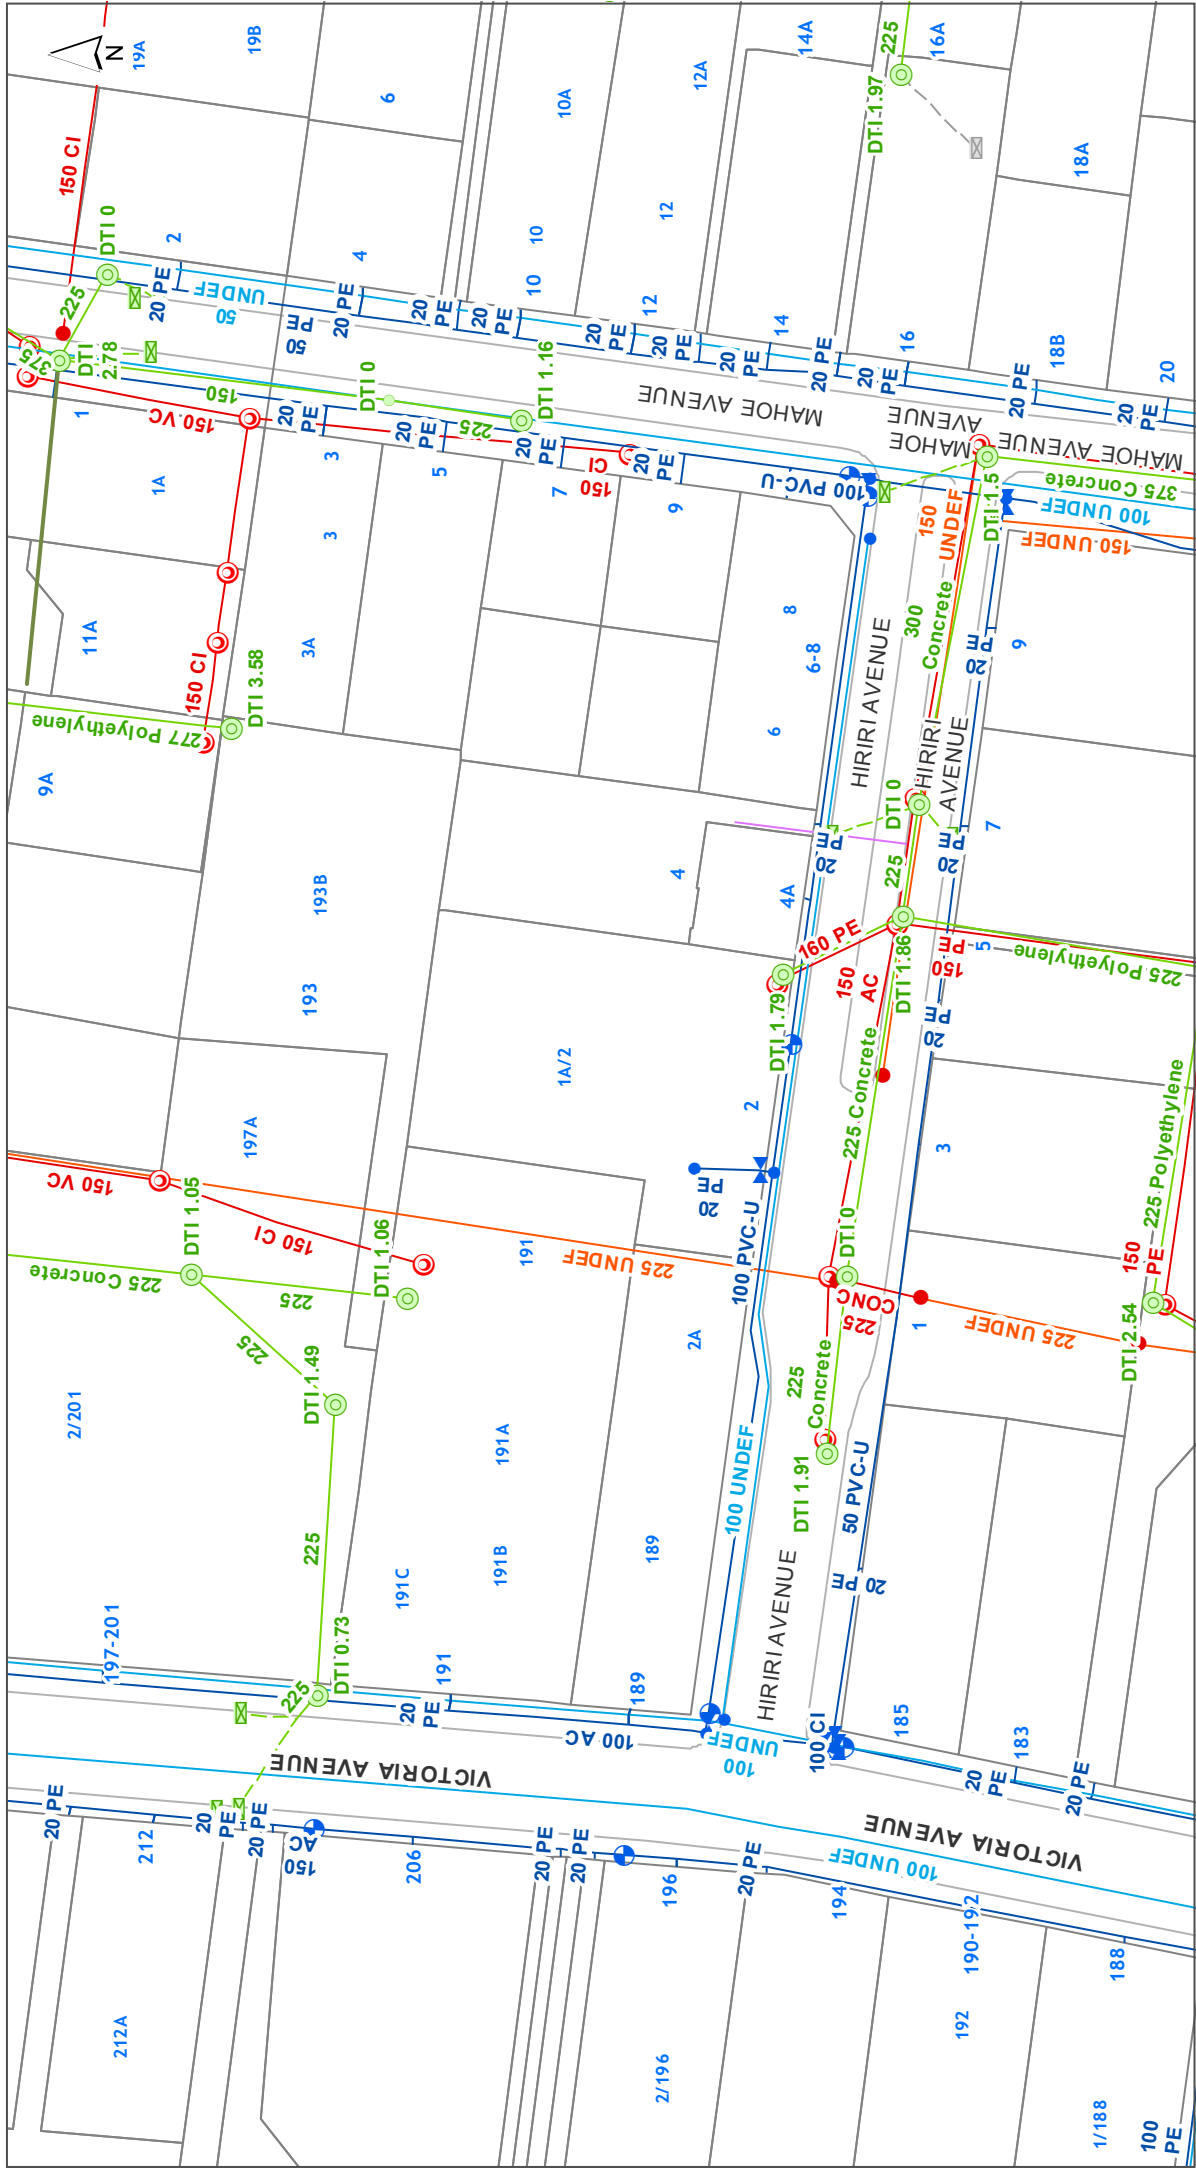 N
19A
19B
6
10A
12A
14A
225
16A
DTI 1.97
18A
150 CI
DTI 0
2
225
20 PE
UNDEF
50
4
PE
50
20 PE
10
10
12
12
20
PE
20
PE
14
16
18B
20
375
DTI
2.78
150
1
150 VC
DTI 0
DTI 1.16
225
20
PE
20
PE
20
PE
20
PE
20
PE
20
PE
20
PE
20
PE
20
PE
20
PE
MAHOE AVENUE
MAHOE
AVENUE
MAHOE AVENUE
1A
3
5
7
9
CI
150
20
PE
100 PVC-U
3
DTI 1.5
375 Concrete
100 UNDEF
150 UNDEF
150
UNDEF
11A
3A
150 CI
DTI 3.58
277 Polyethylene
9A
8
6-8
6
HIRIRI AVENUE
300
Concrete
20
PE
9
HIRIRI
AVENUE
DTI 0
7
20
PE
20
PE
225
193B
4
4A
160 PE
150
AC
DTI 1.86
150
PE
5
225 Polyethylene
193
DTI 1.79
20
PE
1A/2
2
225 Concrete
3
225 Polyethylene
197A
150 VC
DTI 1.05
150 CI
DTI 1.06
225 Concrete
225
225
191
225 UNDEF
20
PE
100 PVC-U
DTI 0
CONC
225
1
225 UNDEF
150
PE
DTI 2.54
2/201
DTI 1.49
2A
225
Concrete
191A
100 UNDEF
DTI 1.91
50 PVC-U
225
191B
191C
189
HIRIRI AVENUE
20 PE
197-201
DTI 0.73
225
191
189
20
PE
100 AC
UNDEF
100
100 CI
185
183
20
PE
20 PE
VICTORIA AVENUE
VICTORIA AVENUE
20 PE
212
20
PE
20 PE
AC
150
206
20 PE
20 PE
196
20 PE
100 UNDEF
194
190-192
188
212A
2/196
192
1/188
100
PE